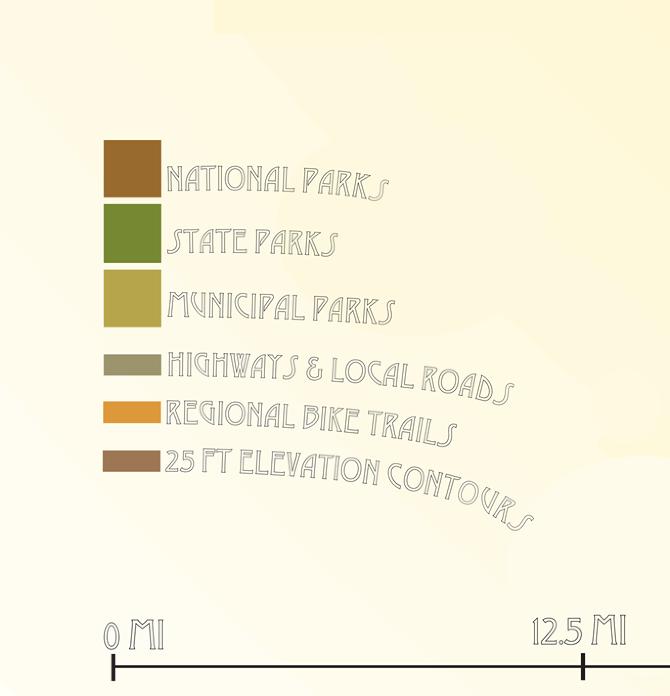 NATIONAL PARKS
STATE PARKS
MUNICIPAL PARKS
HIGHWAYS & LOCAL ROADS
REGIONAL BIKE TRAILS
25 FT ELEVATION CONTOURS
0 MI 12.5 MI